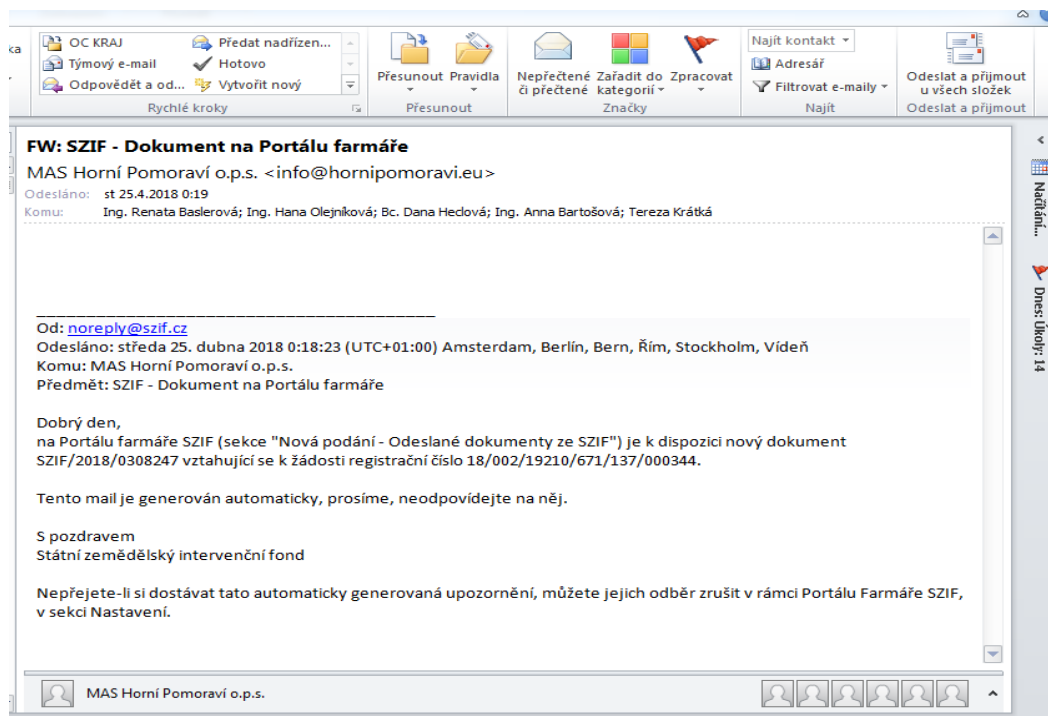 ka
OC KRAJ
Předat nadřízen...
Týmový e-mail
Hotovo
Odpovědět a od...
Vytvořit nový
Rychlé kroky
Přesunout
Pravidla
Přesunout
Nepřečtené či přečtené
Zařadit do kategorií
Zpracovat
Značky
Najít kontakt
Adresář
Filtrovat e-maily
Najít
Odeslat a přijmout
u všech složek
Odeslat a přijmout
FW: SZIF - Dokument na Portálu farmáře
MAS Horní Pomoraví o.p.s. <info@hornipomoravi.eu>
Odesláno: st 25.4.2018 0:19
Komu: Ing. Renata Baslerová; Ing. Hana Olejníková; Bc. Dana Hedová; Ing. Anna Bartošová; Tereza Krátká
Od: noreply@szif.cz
Odesláno: středa 25. dubna 2018 0:18:23 (UTC+01:00) Amsterdam, Berlín, Bern, Řím, Stockholm, Vídeň
Komu: MAS Horní Pomoraví o.p.s.
Předmět: SZIF - Dokument na Portálu farmáře
Dobrý den,
na Portálu farmáře SZIF (sekce "Nová podání - Odeslané dokumenty ze SZIF") je k dispozici nový dokument
SZIF/2018/0308247 vztahující se k žádosti registrační číslo 18/002/19210/671/137/000344.
Tento mail je generován automaticky, prosíme, neodpovídejte na něj.
S pozdravem
Státní zemědělský intervenční fond
Nepřejete-li si dostávat tato automaticky generovaná upozornění, můžete jejich odběr zrušit v rámci Portálu Farmáře SZIF,
v sekci Nastavení.
MAS Horní Pomoraví o.p.s.
Načítání...
Dnes: Úkoly: 14